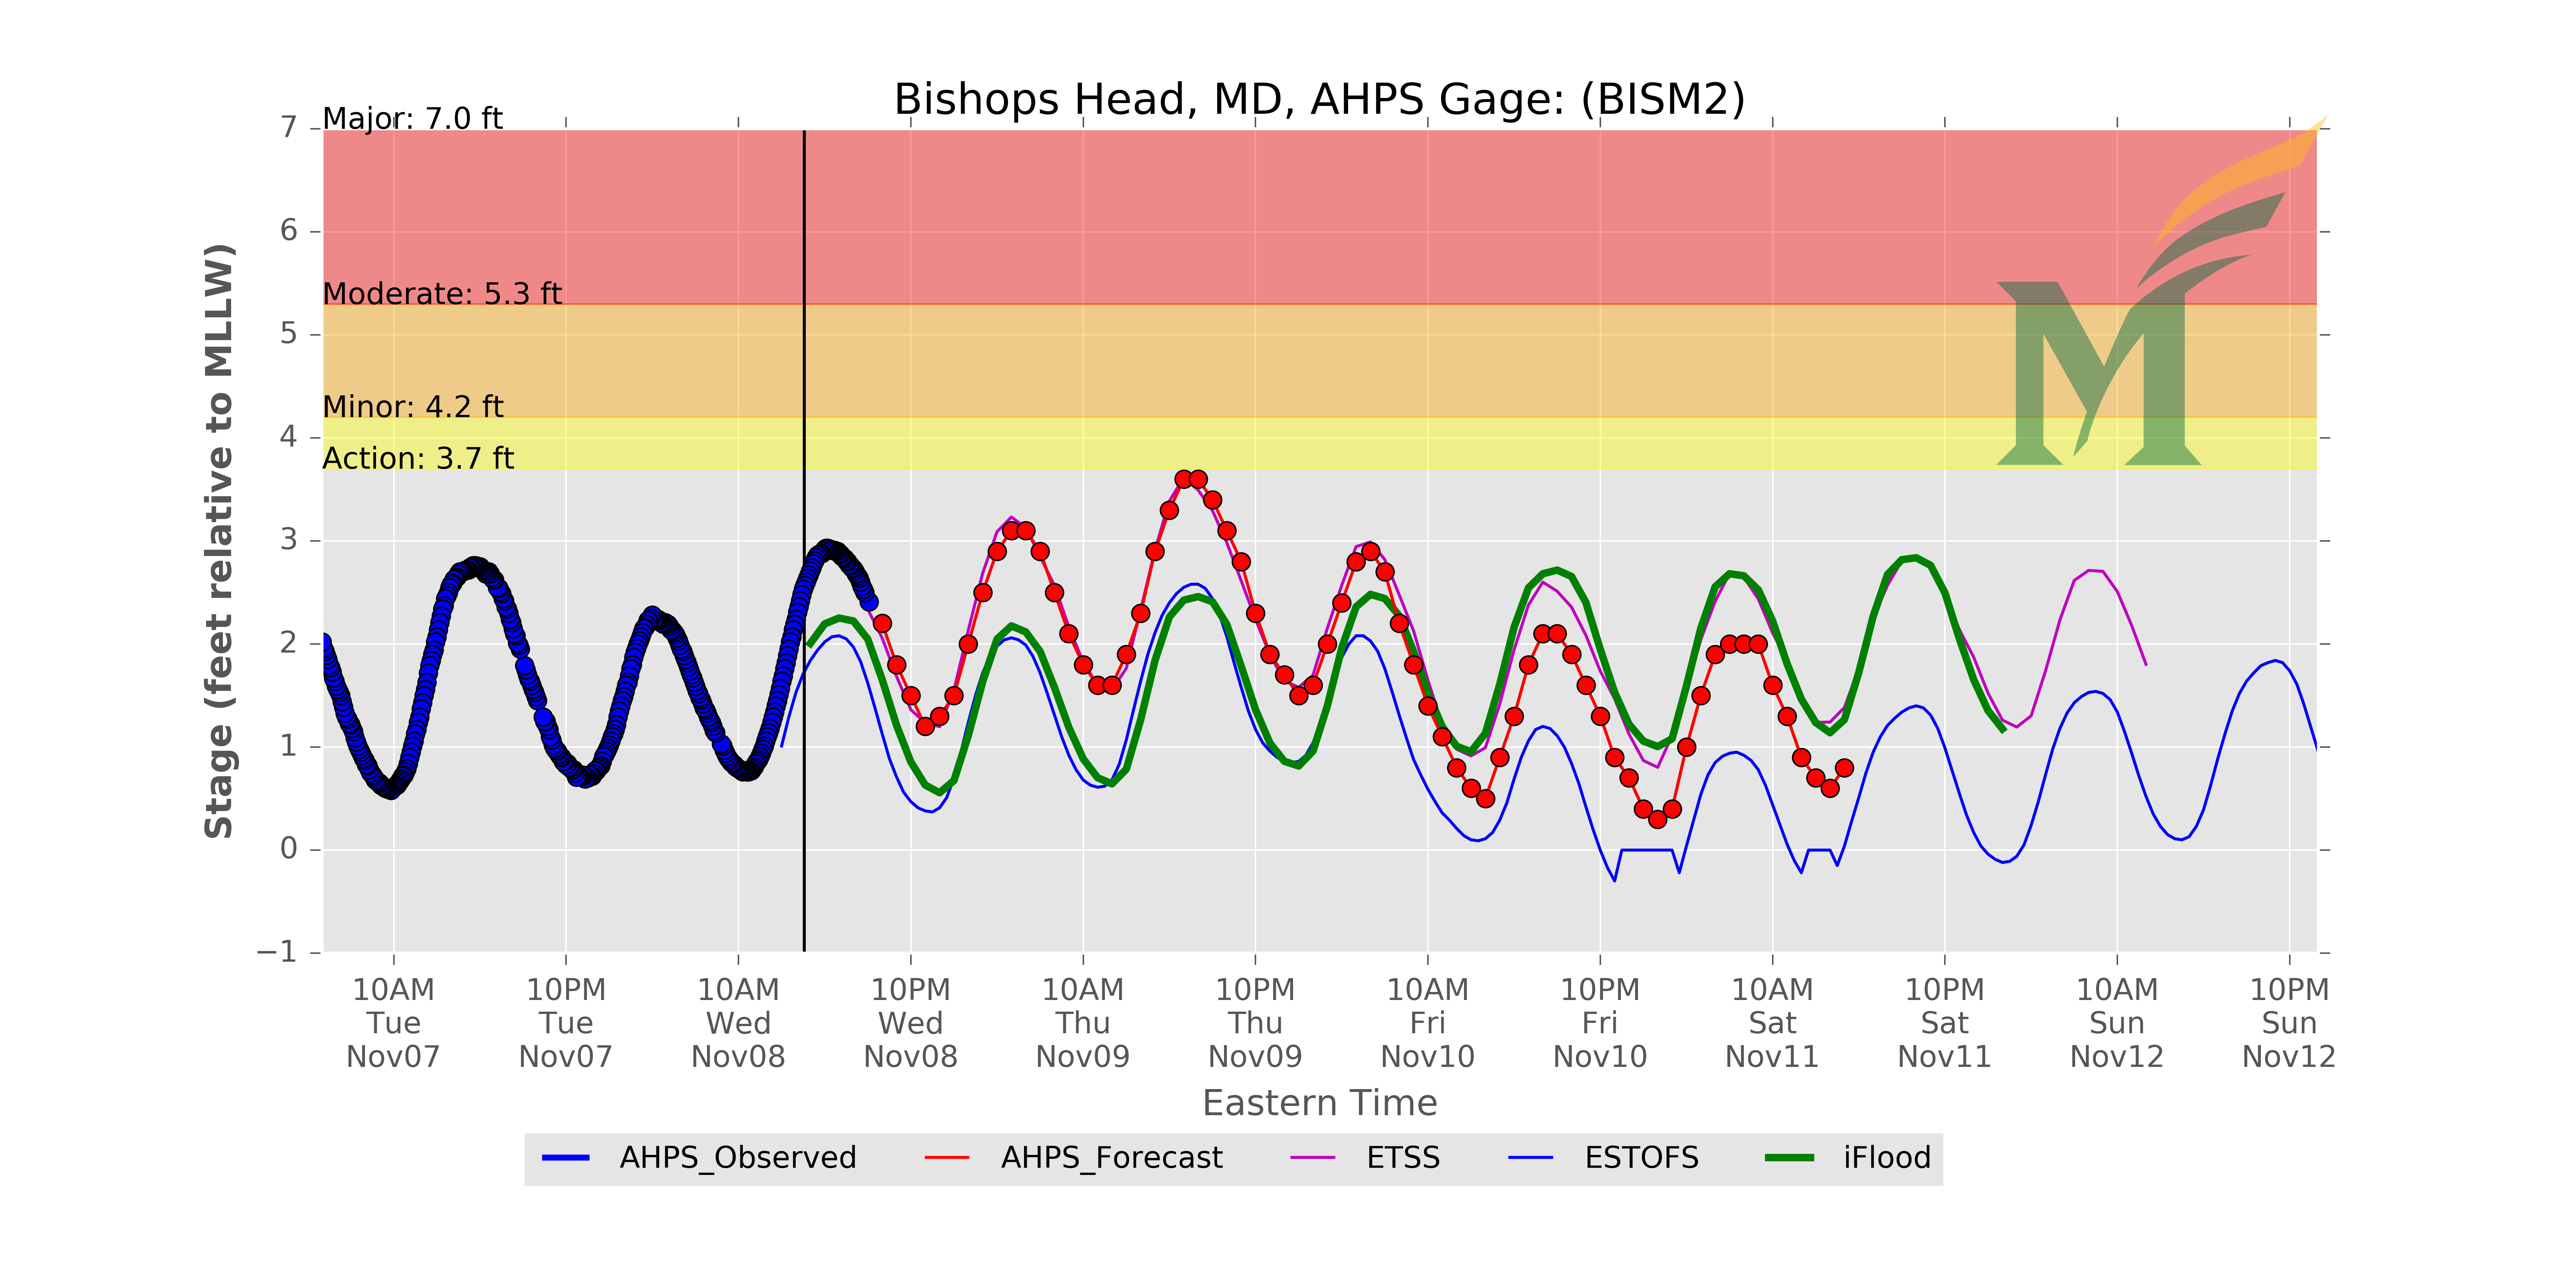 Bishops Head, MD, AHPS Gage: (BISM2)
Major: 7.0 ft
Moderate: 5.3 ft
Minor: 4.2 ft
Action: 3.7 ft
Stage (feet relative to MLLW)
7
6
5
4
3
2
1
0
−1
10AM Tue Nov07
10PM Tue Nov07
10AM Wed Nov08
10PM Wed Nov08
10AM Thu Nov09
10PM Thu Nov09
10AM Fri Nov10
10PM Fri Nov10
10AM Sat Nov11
10PM Sat Nov11
10AM Sun Nov12
10PM Sun Nov12
Eastern Time
AHPS_Observed
AHPS_Forecast
ETSS
ESTOFS
iFlood
M